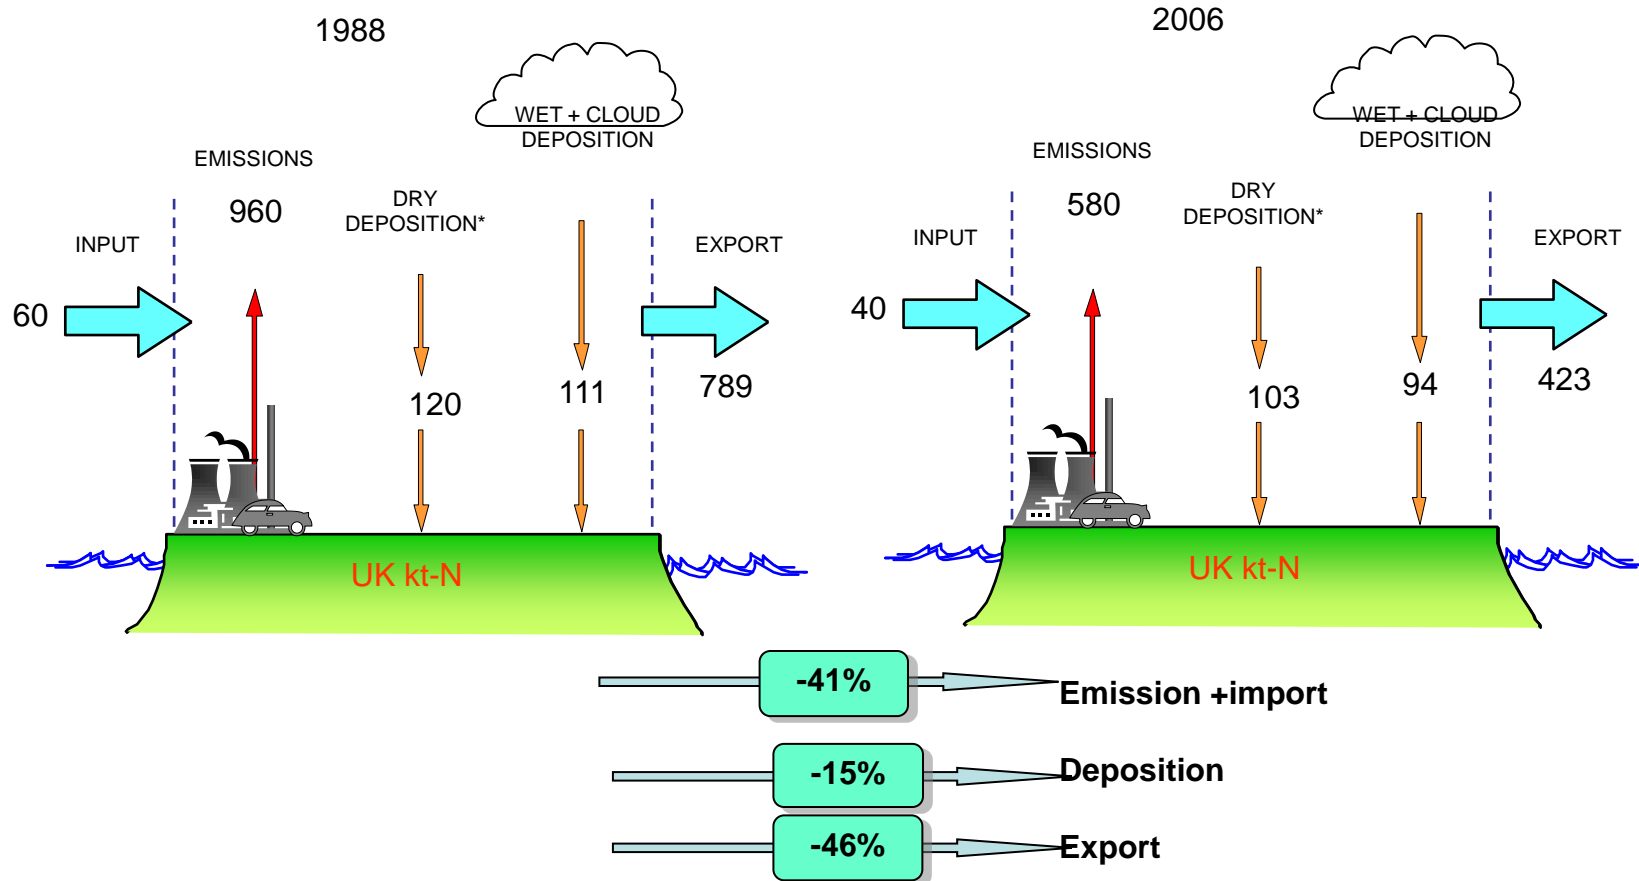 1988
WET + CLOUD
DEPOSITION
EMISSIONS
960
DRY
DEPOSITION*
INPUT
60
EXPORT
789
120
111
UK kt-N
2006
WET + CLOUD
DEPOSITION
EMISSIONS
580
DRY
DEPOSITION*
INPUT
40
EXPORT
423
103
94
UK kt-N
-41%
Emission +import
-15%
Deposition
-46%
Export